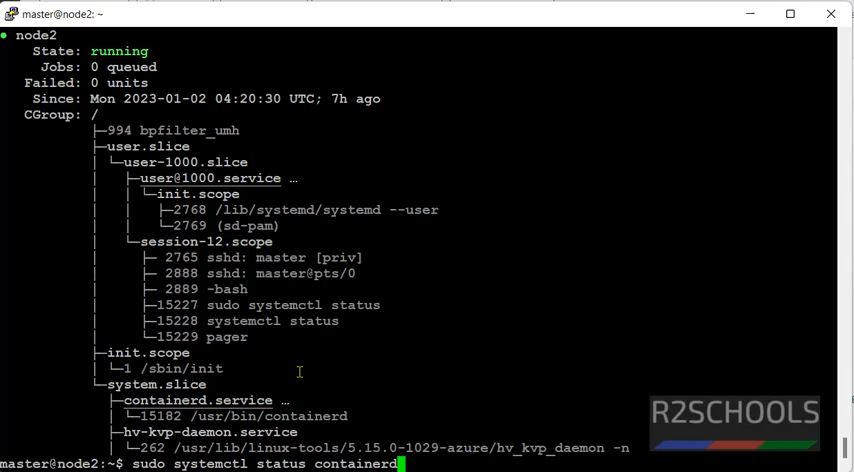 master@node2: ~
● node2
State: running
Jobs: 0 queued
Failed: 0 units
Since: Mon 2023-01-02 04:20:30 UTC; 7h ago
CGroup: /
├─994 bpfilter_umh
├─user.slice
│ └─user-1000.slice
│ ├─user@1000.service …
│ │ └─init.scope
│ │ ├─2768 /lib/systemd/systemd --user
│ │ └─2769 (sd-pam)
│ └─session-12.scope
│ ├─ 2765 sshd: master [priv]
│ ├─ 2888 sshd: master@pts/0
│ ├─ 2889 -bash
│ ├─15227 sudo systemctl status
│ ├─15228 systemctl status
│ └─15229 pager
├─init.scope
│ └─1 /sbin/init
└─system.slice
├─containerd.service …
│ └─15182 /usr/bin/containerd
├─hv-kvp-daemon.service
│ └─262 /usr/lib/linux-tools/5.15.0-1029-azure/hv_kvp_daemon -n
master@node2:~$ sudo systemctl status containerd
R2SCHOOLS